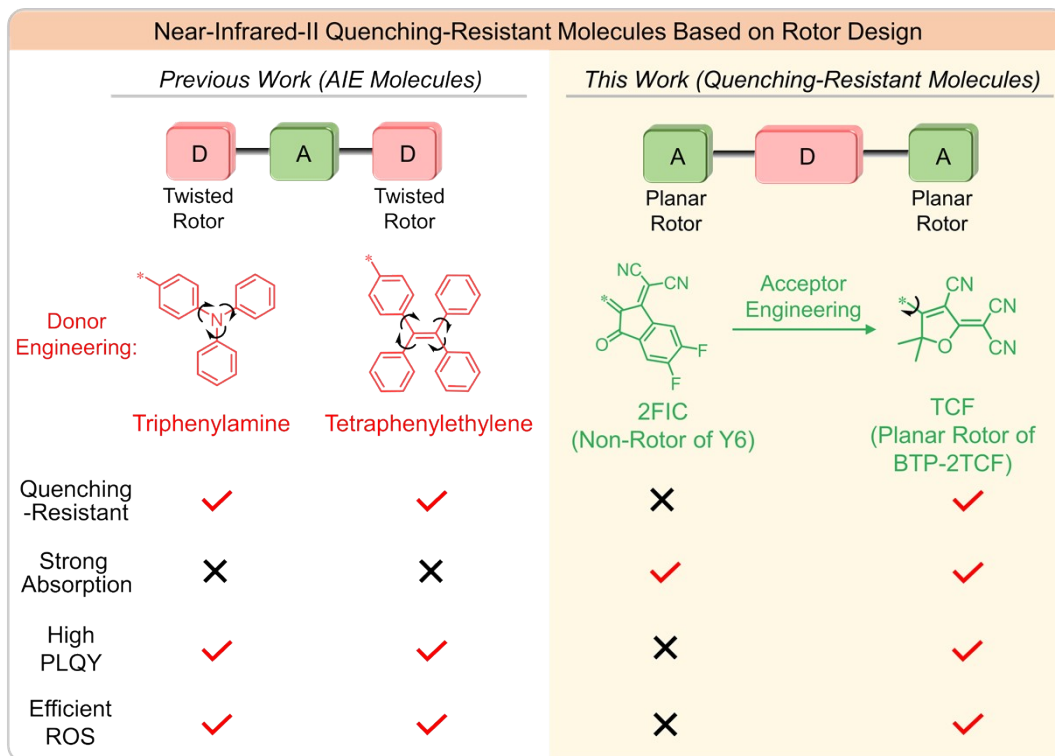 Near-Infrared-II Quenching-Resistant Molecules Based on Rotor Design
Previous Work (AIE Molecules)
This Work (Quenching-Resistant Molecules)
D
A
D
Twisted
Rotor
Twisted
Rotor
A
D
A
Planar
Rotor
Planar
Rotor
Donor
Engineering:
*
N
Triphenylamine
*
Tetraphenylethylene
NC
CN
*
O
F
F
2FIC
(Non-Rotor of Y6)
Acceptor
Engineering
*
CN
CN
CN
O
TCF
(Planar Rotor of
BTP-2TCF)
Quenching
-Resistant
Strong
Absorption
High
PLQY
Efficient
ROS